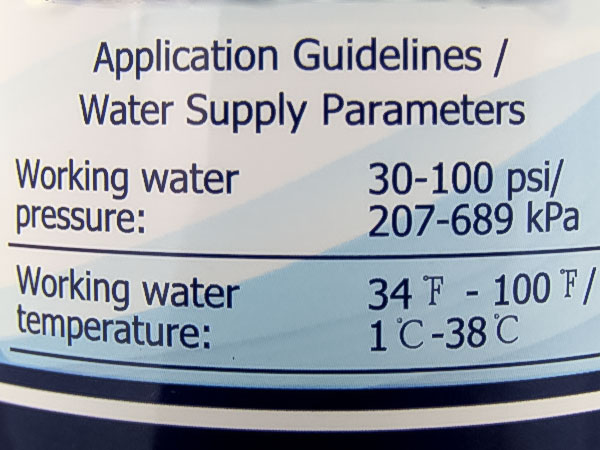 Application Guidelines /
Water Supply Parameters
Working water 30-100 psi/
pressure: 207-689 kPa
Working water 34 ℉ - 100 ℉/
temperature: 1℃-38℃